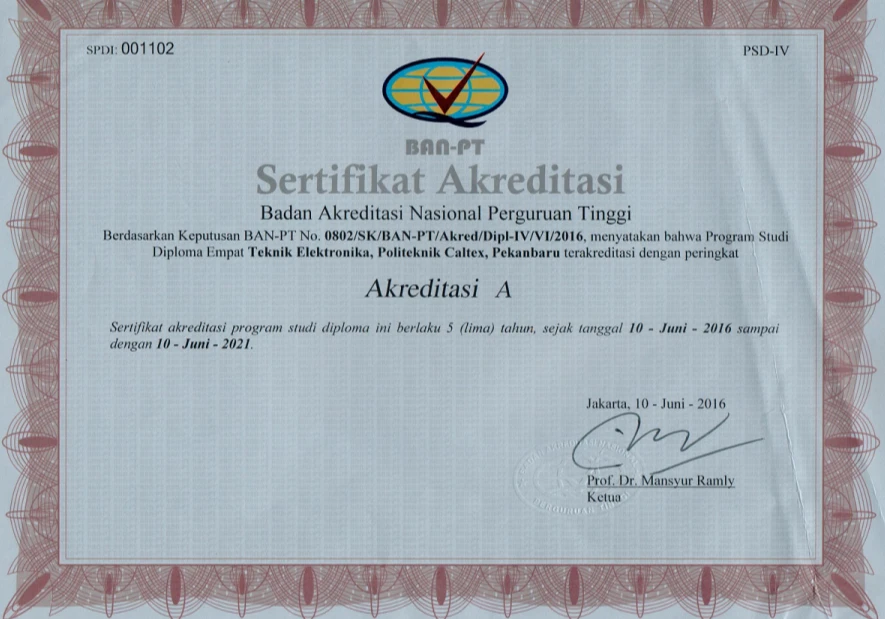 SPDI: 001102
PSD-IV
BAN-PT
Sertifikat Akreditasi
Badan Akreditasi Nasional Perguruan Tinggi
Berdasarkan Keputusan BAN-PT No. 0802/SK/BAN-PT/Akred/Dipl-IV/VI/2016, menyatakan bahwa Program Studi
Diploma Empat Teknik Elektronika, Politeknik Caltex, Pekanbaru terakreditasi dengan peringkat
Akreditasi A
Sertifikat akreditasi program studi diploma ini berlaku 5 (lima) tahun, sejak tanggal 10 - Juni - 2016 sampai
dengan 10 - Juni - 2021.
Jakarta, 10 - Juni - 2016
Prof. Dr. Mansyur Ramly
Ketua